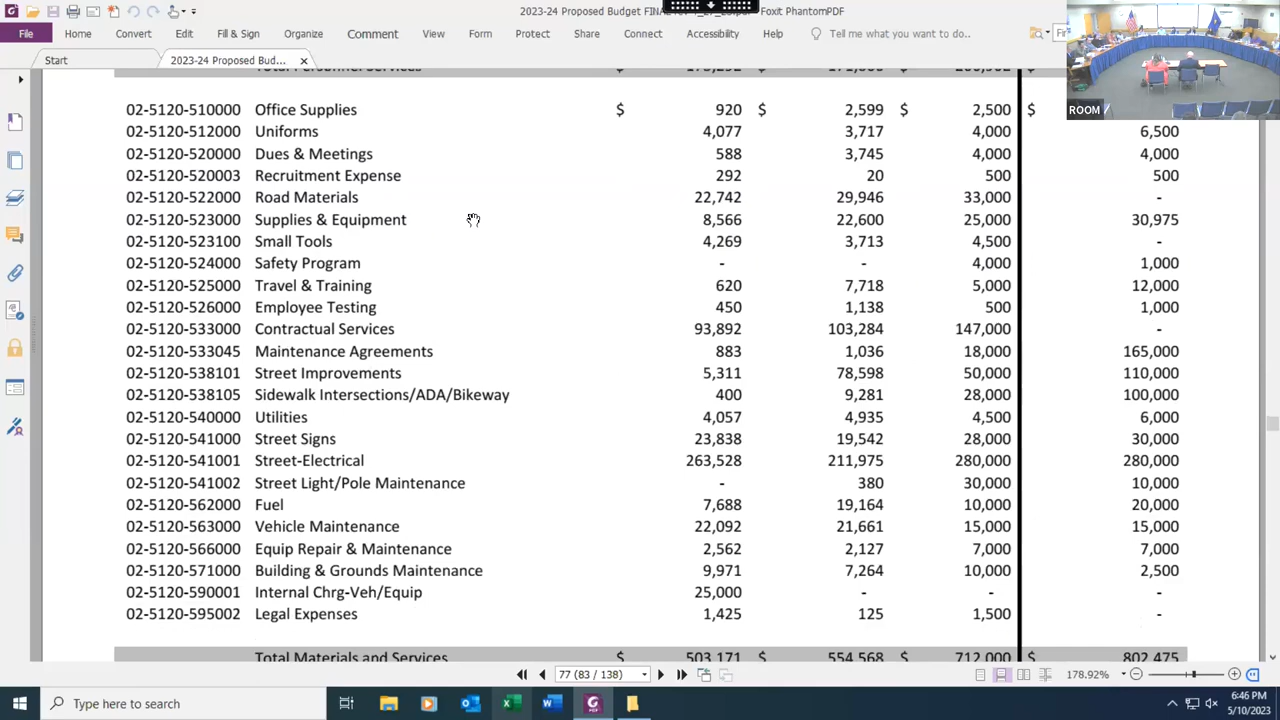 2023-24 Proposed Budget FINAL
Foxit PhantomPDF
File Home Convert Edit Fill & Sign Organize Comment View Form Protect Share Connect Accessibility Help Tell me what you want to do...
Start 2023-24 Proposed Bud...
ROOM
02-5120-510000 Office Supplies $ 920 $ 2,599 $ 2,500 $
02-5120-512000 Uniforms 4,077 3,717 4,000 6,500
02-5120-520000 Dues & Meetings 588 3,745 4,000 4,000
02-5120-520003 Recruitment Expense 292 20 500 500
02-5120-522000 Road Materials 22,742 29,946 33,000 -
02-5120-523000 Supplies & Equipment 8,566 22,600 25,000 30,975
02-5120-523100 Small Tools 4,269 3,713 4,500 -
02-5120-524000 Safety Program - - 4,000 1,000
02-5120-525000 Travel & Training 620 7,718 5,000 12,000
02-5120-526000 Employee Testing 450 1,138 500 1,000
02-5120-533000 Contractual Services 93,892 103,284 147,000 -
02-5120-533045 Maintenance Agreements 883 1,036 18,000 165,000
02-5120-538101 Street Improvements 5,311 78,598 50,000 110,000
02-5120-538105 Sidewalk Intersections/ADA/Bikeway 400 9,281 28,000 100,000
02-5120-540000 Utilities 4,057 4,935 4,500 6,000
02-5120-541000 Street Signs 23,838 19,542 28,000 30,000
02-5120-541001 Street-Electrical 263,528 211,975 280,000 280,000
02-5120-541002 Street Light/Pole Maintenance - 380 30,000 10,000
02-5120-562000 Fuel 7,688 19,164 10,000 20,000
02-5120-563000 Vehicle Maintenance 22,092 21,661 15,000 15,000
02-5120-566000 Equip Repair & Maintenance 2,562 2,127 7,000 7,000
02-5120-571000 Building & Grounds Maintenance 9,971 7,264 10,000 2,500
02-5120-590001 Internal Chrg-Veh/Equip 25,000 - - -
02-5120-595002 Legal Expenses 1,425 125 1,500 -
Total Materials and Services $ 503,171 $ 554,568 $ 712,000 $ 802,475
77 (83 / 138) 178.92%
Type here to search
6:46 PM
5/10/2023